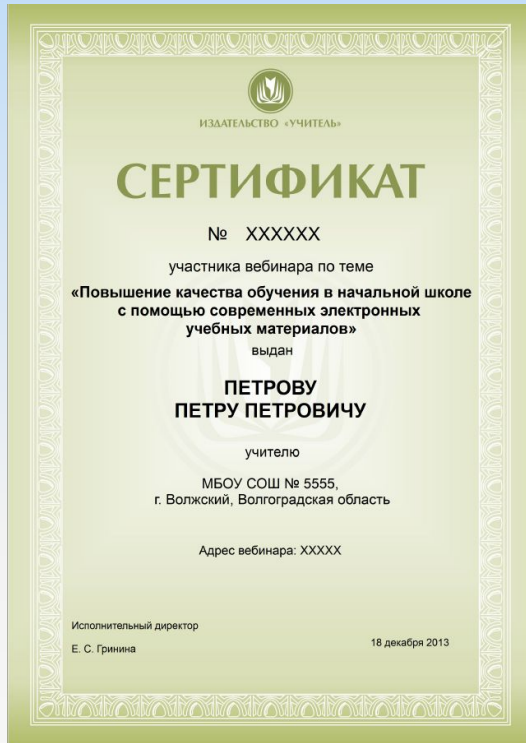 ИЗДАТЕЛЬСТВО «УЧИТЕЛЬ»
СЕРТИФИКАТ
№ XXXXXX
участника вебинара по теме
«Повышение качества обучения в начальной школе
с помощью современных электронных
учебных материалов»
выдан
ПЕТРОВУ
ПЕТРУ ПЕТРОВИЧУ
учителю
МБОУ СОШ № 5555,
г. Волжский, Волгоградская область
Адрес вебинара: XXXXX
Исполнительный директор
Е. С. Гринина
18 декабря 2013